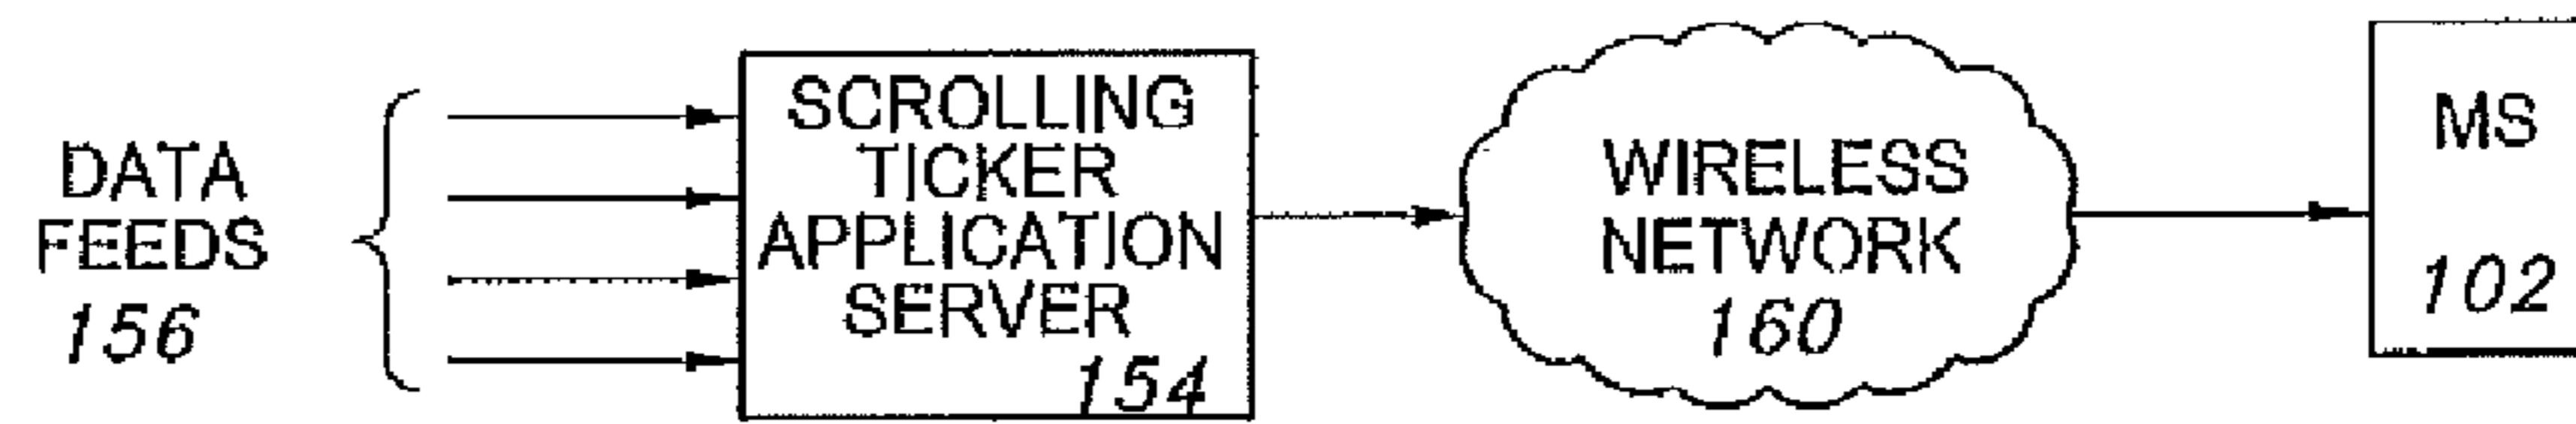 DATA
FEEDS
156
SCROLLING
TICKER
APPLICATION
SERVER
154
WIRELESS
NETWORK
160
MS
102